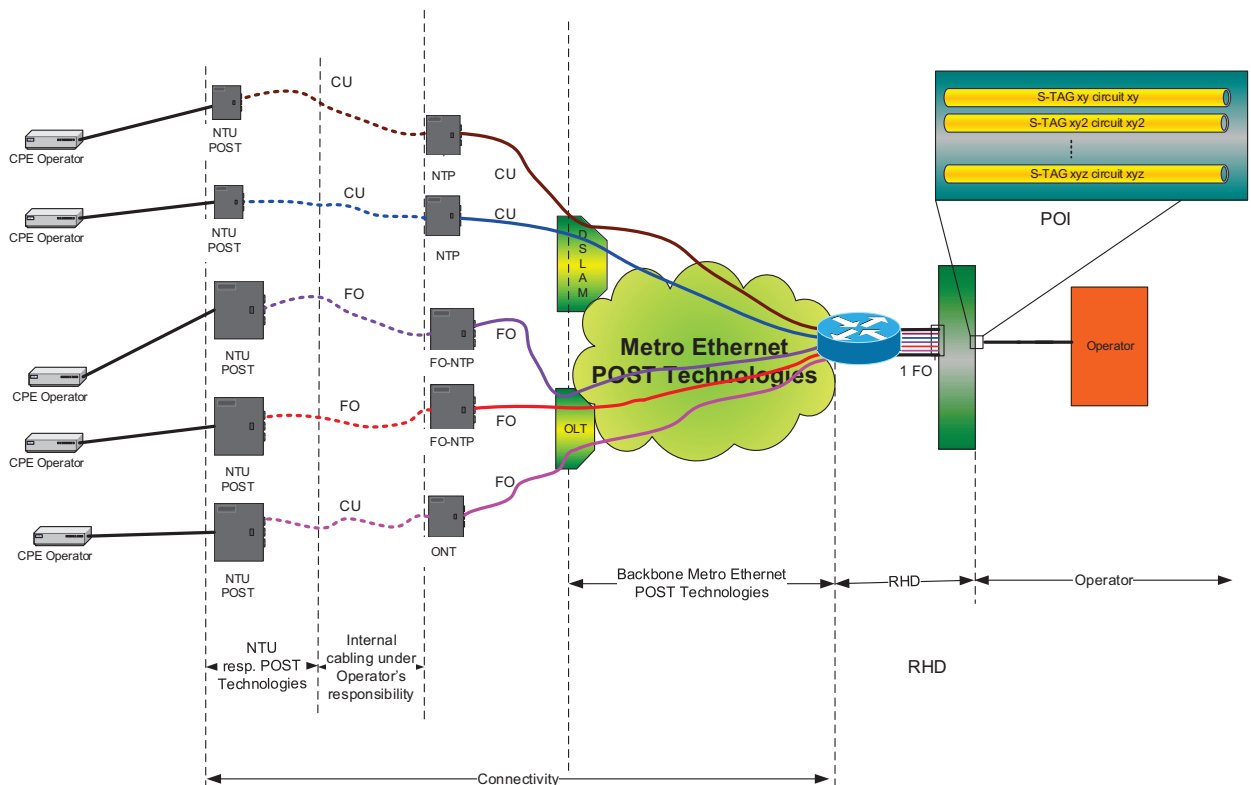 CU
S-TAG xy circuit xy
S-TAG xy2 circuit xy2
S-TAG xyz circuit xyz
POI
CPE Operator
NTU
POST
NTP
CU
CPE Operator
NTU
POST
CU
NTP
CU
DSLAM
CPE Operator
NTU
POST
FO
FO-NTP
FO
Metro Ethernet
POST Technologies
1 FO
Operator
CPE Operator
NTU
POST
FO
FO-NTP
FO
OLT
CPE Operator
NTU
POST
CU
ONT
FO
Backbone Metro Ethernet
POST Technologies
RHD
Operator
NTU
resp. POST
Technologies
Internal
cabling under
Operator's
responsibility
RHD
Connectivity